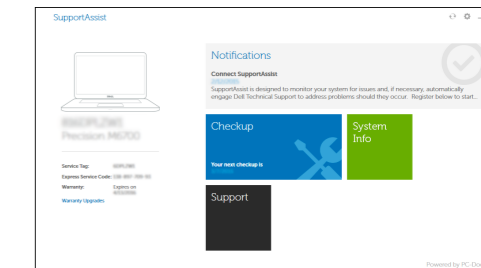 SupportAssist
Notifications
Connect SupportAssist
SupportAssist is designed to monitor your system for issues and, if necessary, automatically
engage Dell Technical Support to address problems should they occur. Register below to start...
Precision M6700
Checkup
System
Info
Your next checkup is
Service Tag:
Express Service Code:
Warranty: Expires on
Warranty Upgrades
Support
Powered by PC-Doc